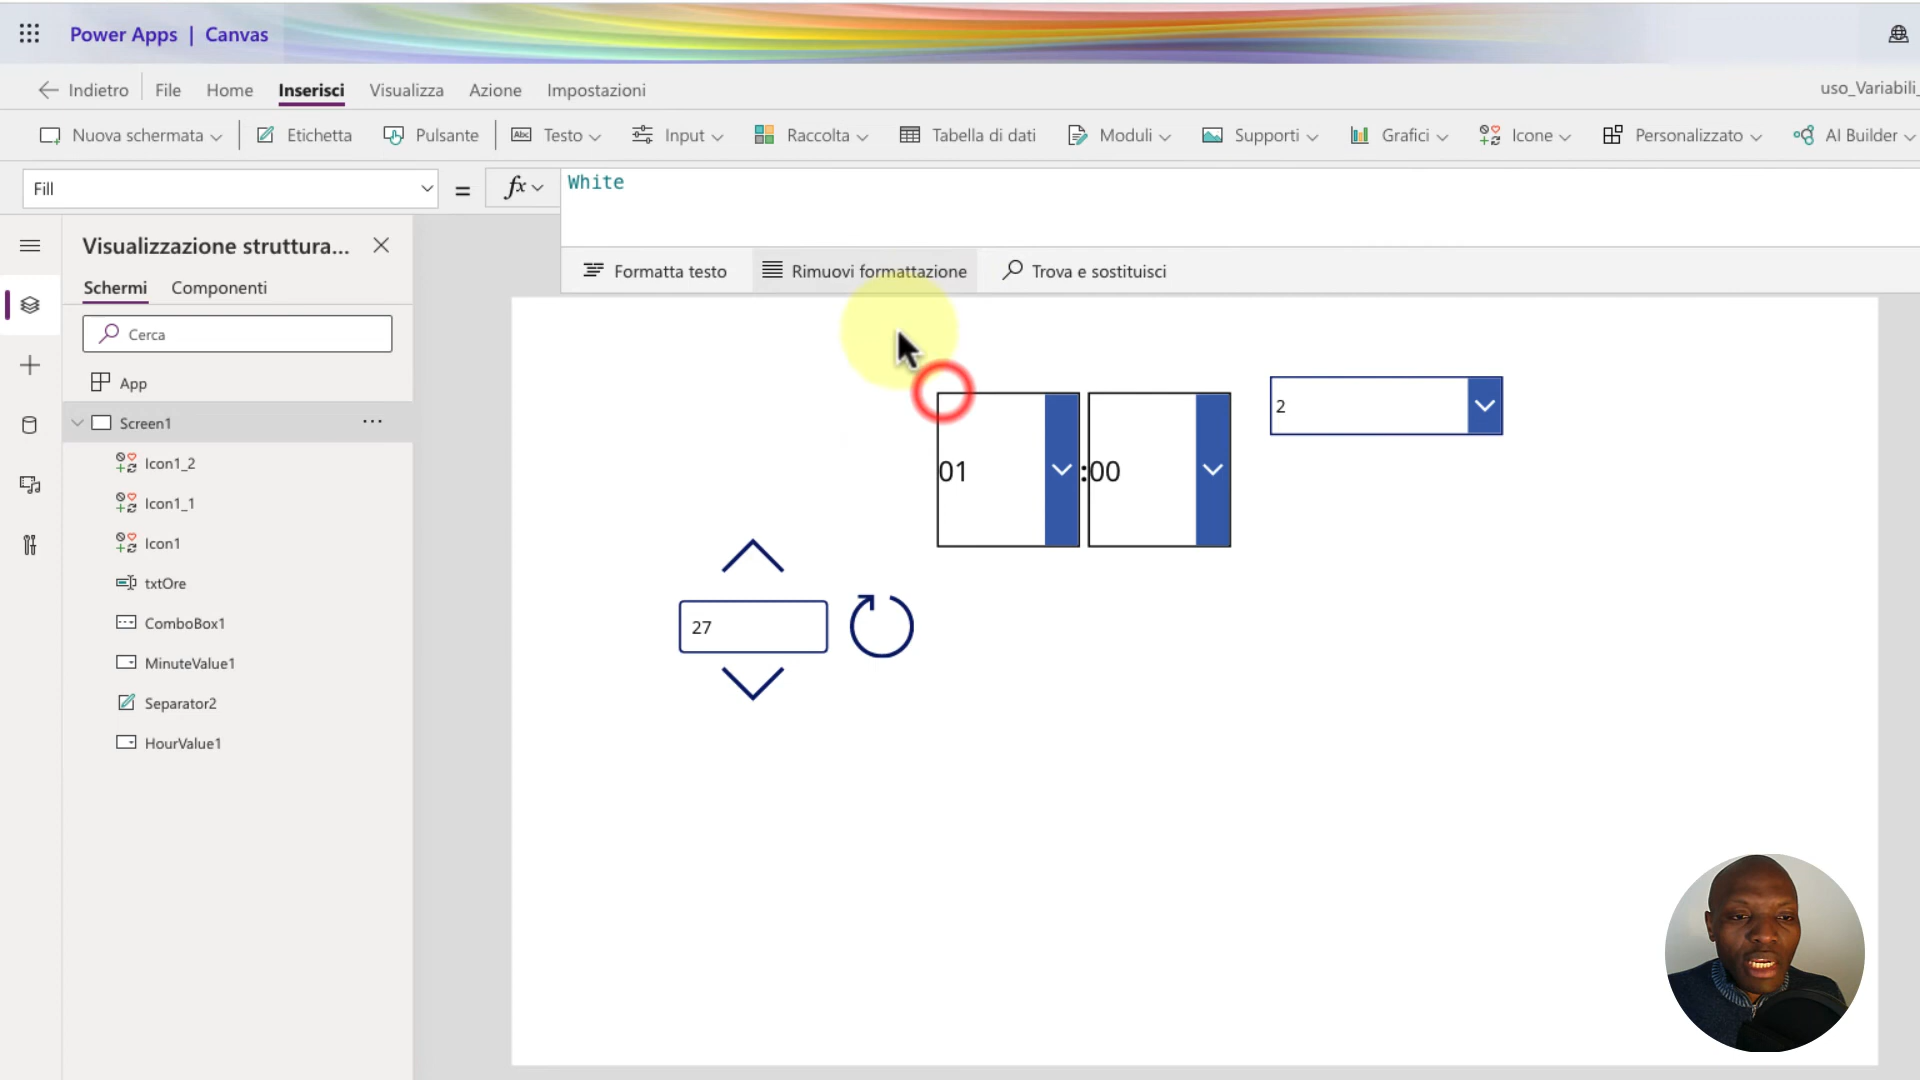 Power Apps | Canvas
Indietro File Home Inserisci Visualizza Azione Impostazioni uso_Variabili_
Nuova schermata Etichetta Pulsante Abc Testo Input Raccolta Tabella di dati Moduli Supporti Grafici Icone Personalizzato AI Builder
Fill = fx White
Visualizzazione struttura...
Formatta testo Rimuovi formattazione Trova e sostituisci
Schermi Componenti
Cerca
App
Screen1 ...
Icon1_2
Icon1_1
Icon1
txtOre
ComboBox1
MinuteValue1
Separator2
HourValue1
01 :00
2
27